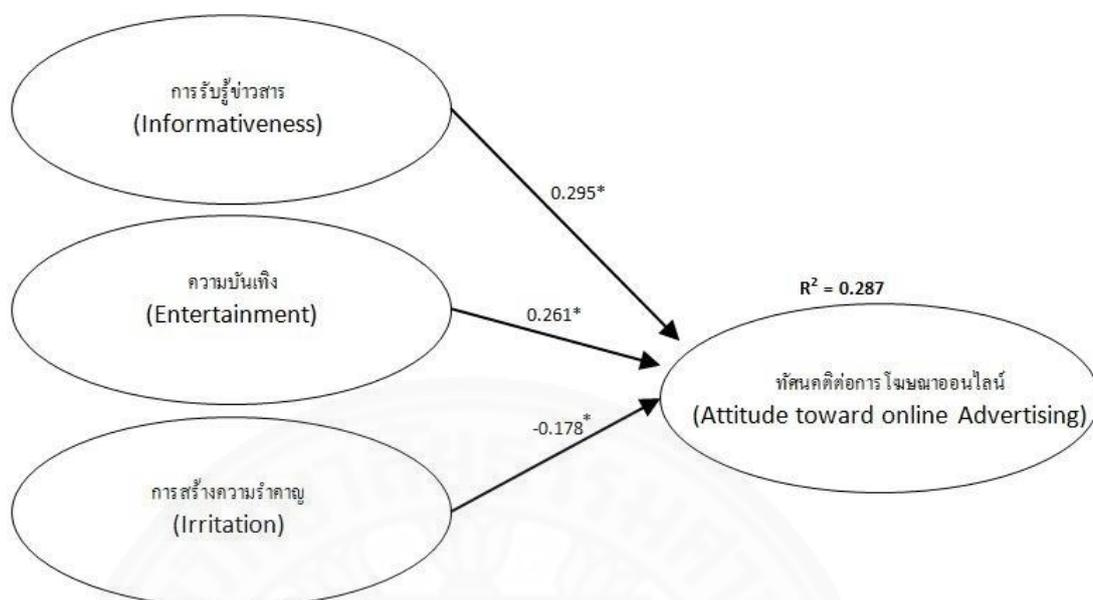 การรับรู้ข่าวสาร
(Informativeness)
0.295*
ความบันเทิง
(Entertainment)
0.261*
R² = 0.287
ทัศนคติต่อการโฆษณาออนไลน์
(Attitude toward online Advertising)
-0.178*
การสร้างความรำคาญ
(Irritation)